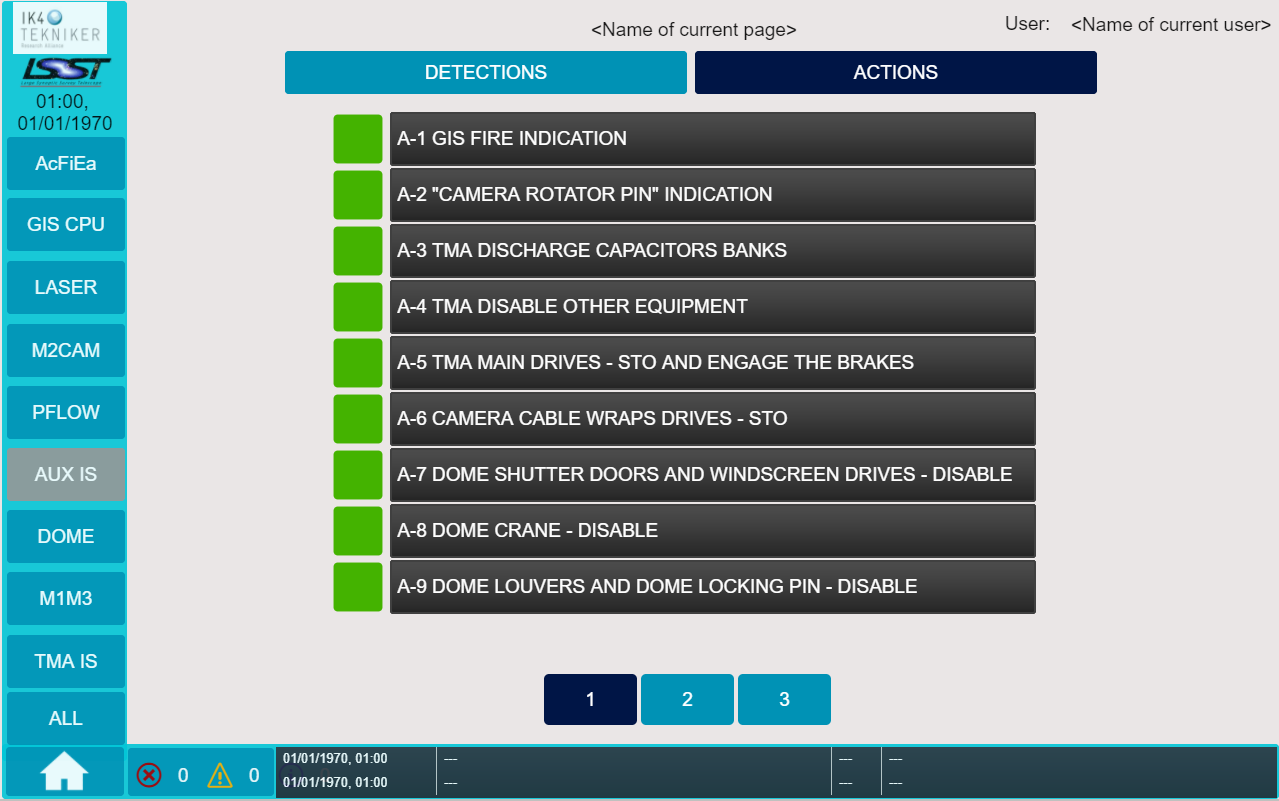 IK4
TEKNIKER
Research Alliance
LSST
01:00,
01/01/1970
<Name of current page>
User: <Name of current user>
DETECTIONS ACTIONS
AcFiEa
GIS CPU
LASER
M2CAM
PFLOW
AUX IS
DOME
M1M3
TMA IS
ALL
A-1 GIS FIRE INDICATION
A-2 "CAMERA ROTATOR PIN" INDICATION
A-3 TMA DISCHARGE CAPACITORS BANKS
A-4 TMA DISABLE OTHER EQUIPMENT
A-5 TMA MAIN DRIVES - STO AND ENGAGE THE BRAKES
A-6 CAMERA CABLE WRAPS DRIVES - STO
A-7 DOME SHUTTER DOORS AND WINDSCREEN DRIVES - DISABLE
A-8 DOME CRANE - DISABLE
A-9 DOME LOUVERS AND DOME LOCKING PIN - DISABLE
1 2 3
0 0
01/01/1970, 01:00 --- --- ---
01/01/1970, 01:00 --- --- ---